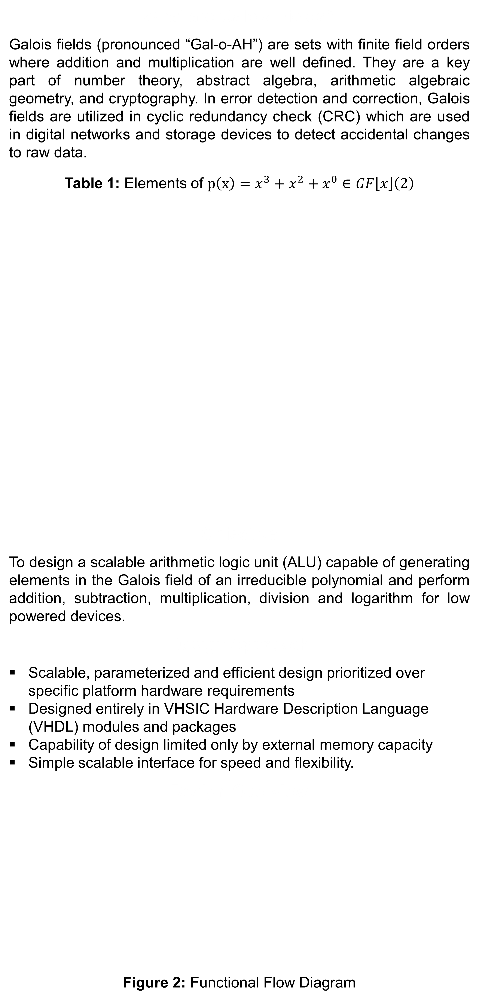 Galois fields (pronounced “Gal-o-AH”) are sets with finite field orders
where addition and multiplication are well defined. They are a key
part of number theory, abstract algebra, arithmetic algebraic
geometry, and cryptography. In error detection and correction, Galois
fields are utilized in cyclic redundancy check (CRC) which are used
in digital networks and storage devices to detect accidental changes
to raw data.
Table 1: Elements of p(x) = x³ + x² + x⁰ ∈ GF[x](2)
To design a scalable arithmetic logic unit (ALU) capable of generating
elements in the Galois field of an irreducible polynomial and perform
addition, subtraction, multiplication, division and logarithm for low
powered devices.
▪ Scalable, parameterized and efficient design prioritized over
specific platform hardware requirements
▪ Designed entirely in VHSIC Hardware Description Language
(VHDL) modules and packages
▪ Capability of design limited only by external memory capacity
▪ Simple scalable interface for speed and flexibility.
Figure 2: Functional Flow Diagram